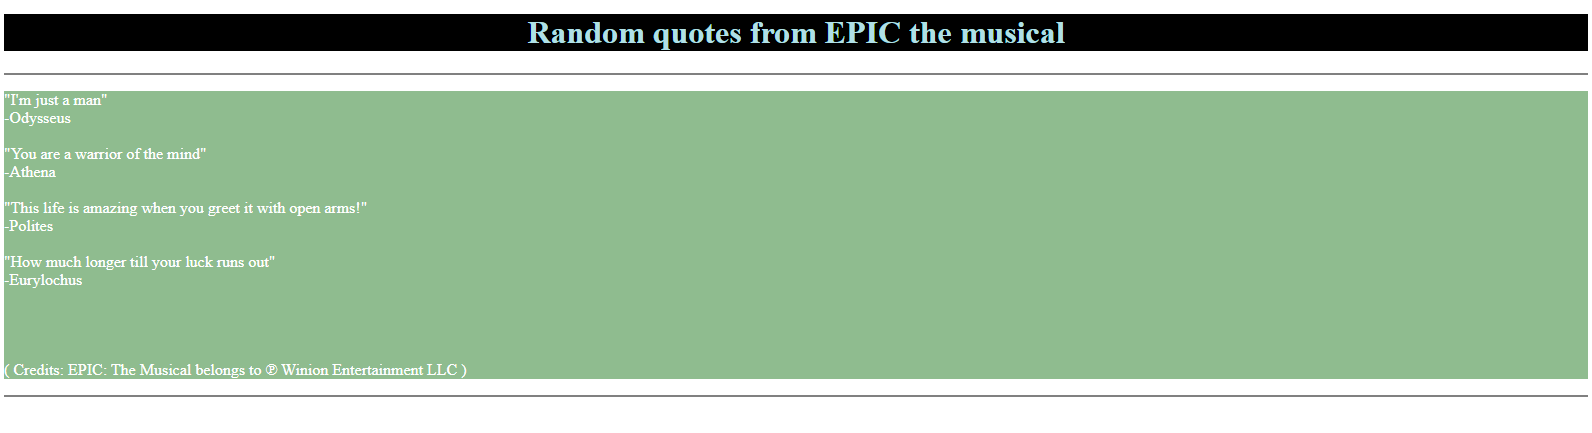 Random quotes from EPIC the musical
"I'm just a man"
-Odysseus
"You are a warrior of the mind"
-Athena
"This life is amazing when you greet it with open arms!"
-Polites
"How much longer till your luck runs out"
-Eurylochus
( Credits: EPIC: The Musical belongs to ℗ Winion Entertainment LLC )